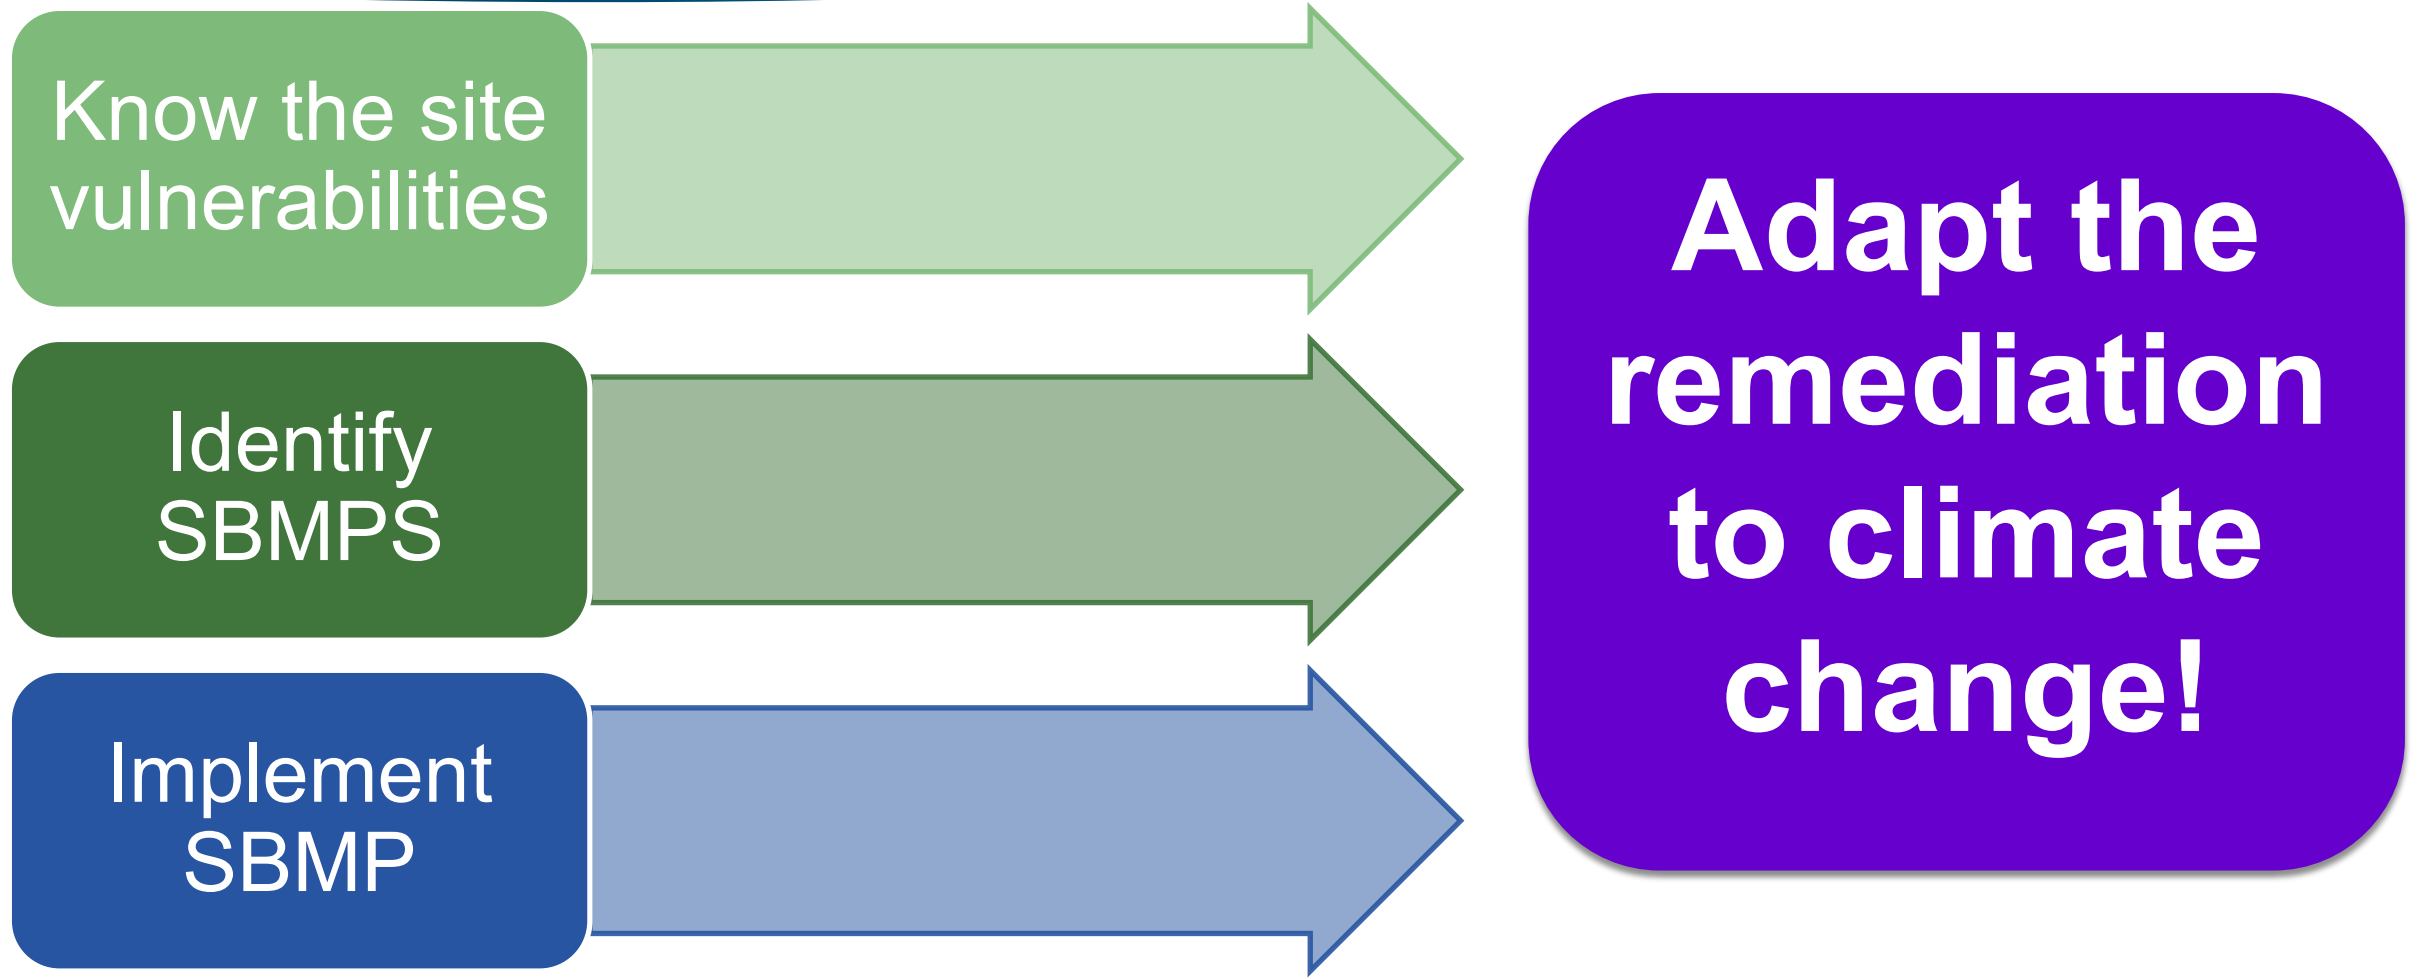 Know the site
vulnerabilities
Identify
SBMPS
Implement
SBMP
Adapt the
remediation
to climate
change!